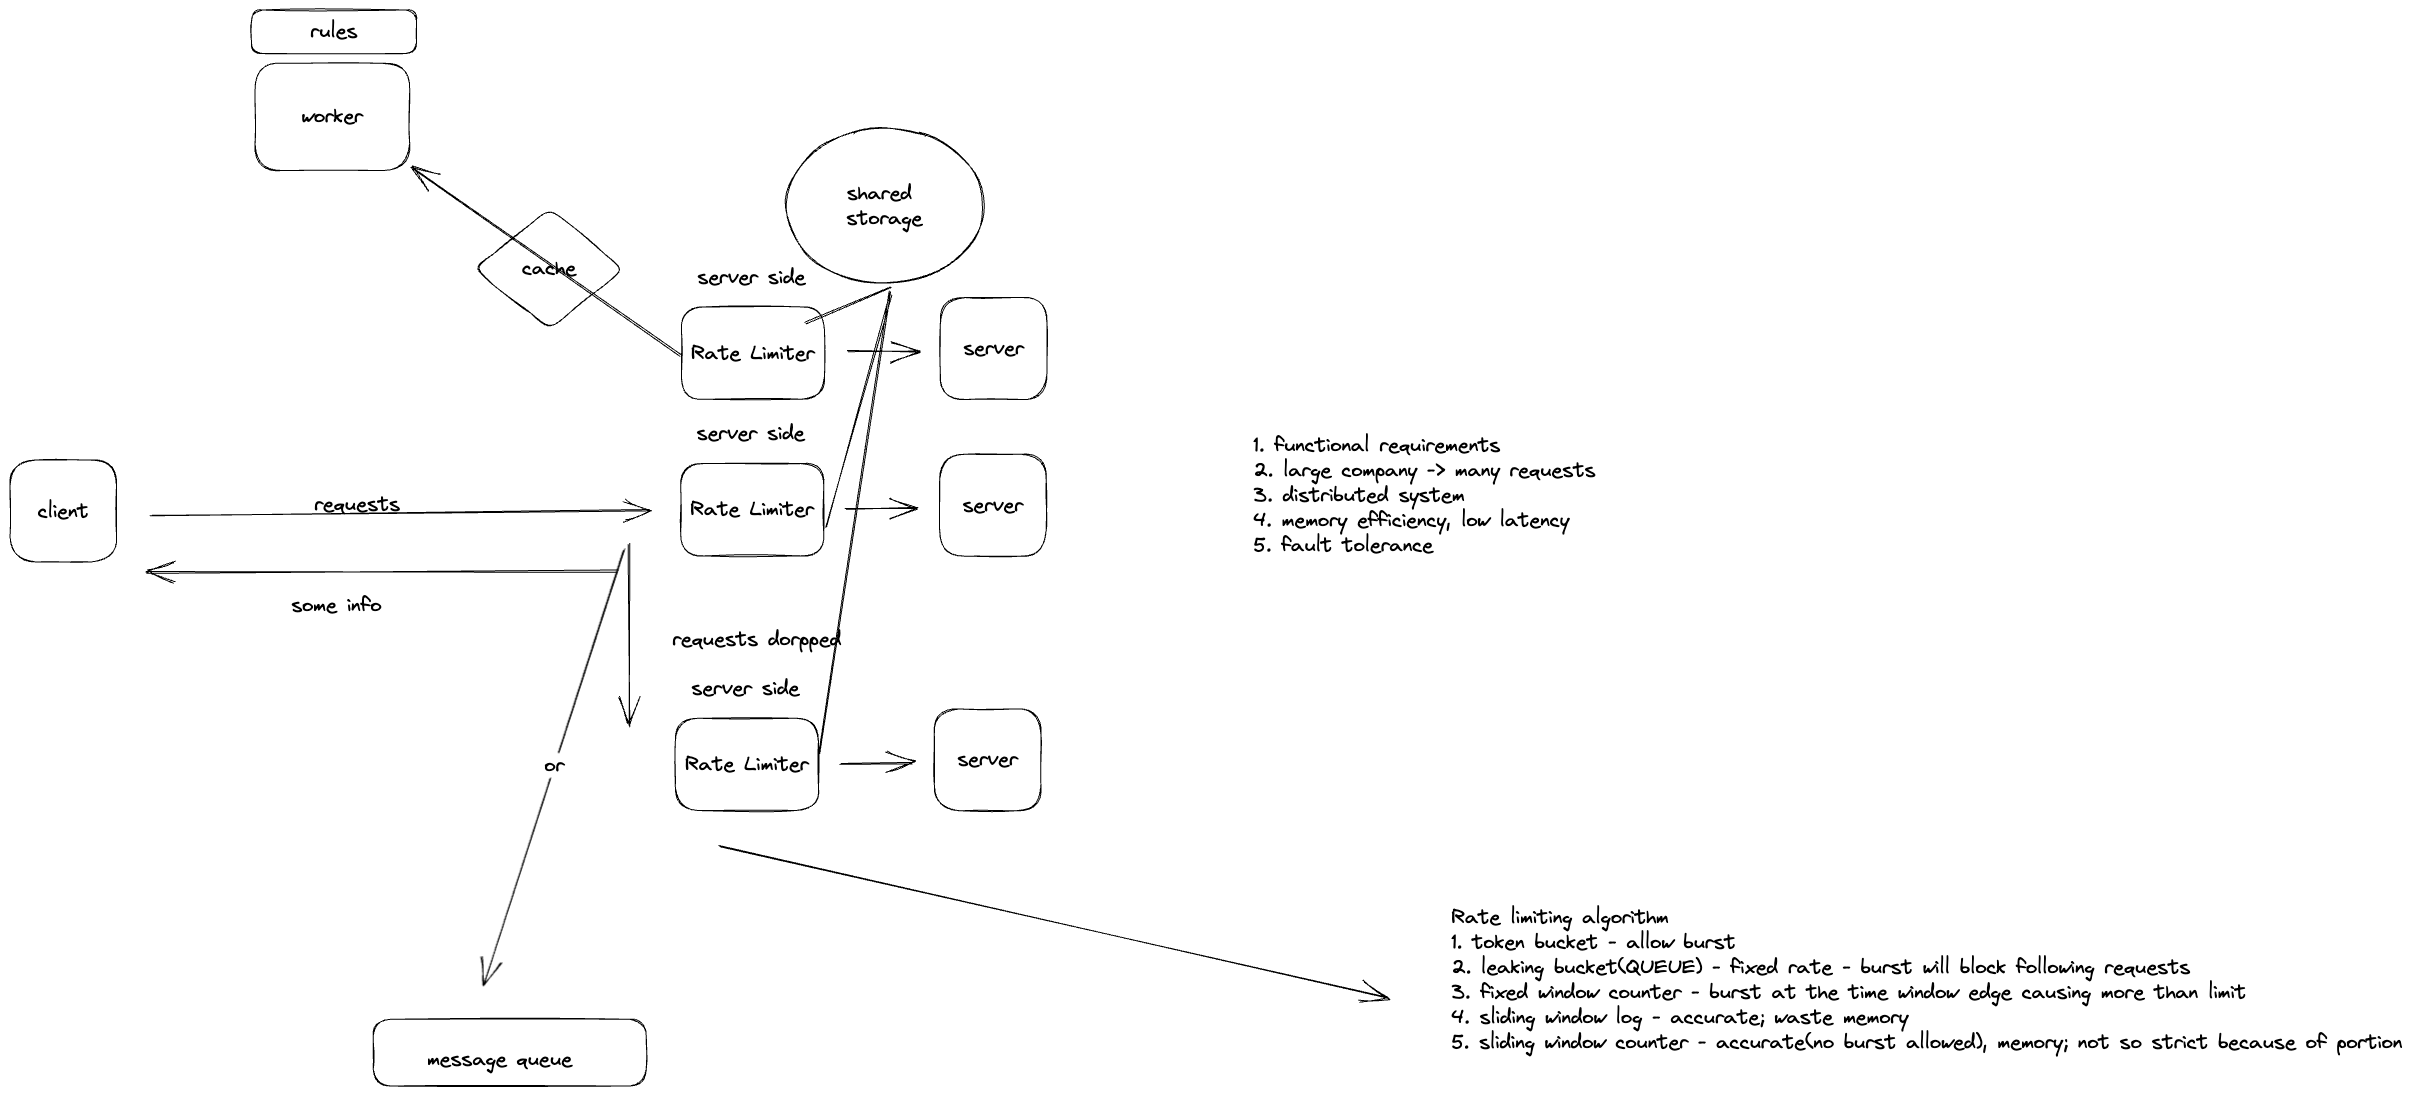 rules
worker
shared
storage
cache
server side
Rate Limiter
server
server side
client
requests
Rate Limiter
server
some info
requests dorpped
server side
Rate Limiter
server
or
message queue
1. functional requirements
2. large company -> many requests
3. distributed system
4. memory efficiency, low latency
5. fault tolerance
Rate limiting algorithm
1. token bucket - allow burst
2. leaking bucket(QUEUE) - fixed rate - burst will block following requests
3. fixed window counter - burst at the time window edge causing more than limit
4. sliding window log - accurate; waste memory
5. sliding window counter - accurate(no burst allowed), memory; not so strict because of portion